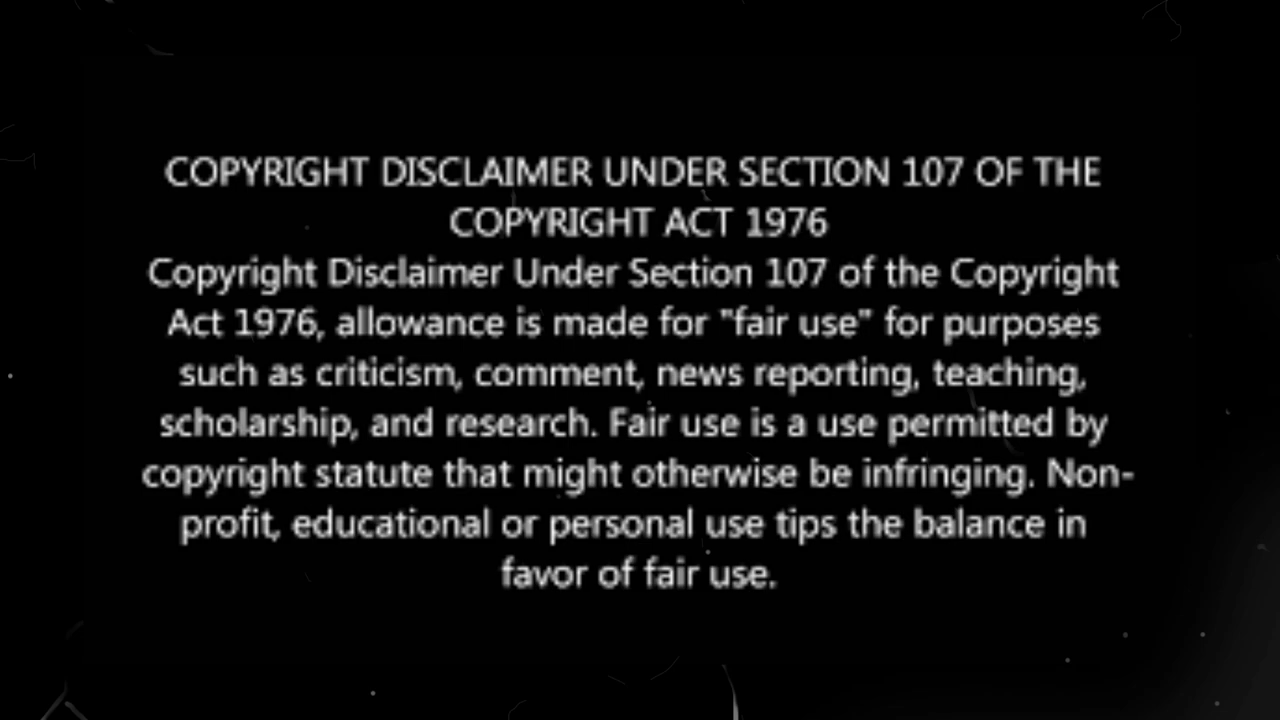 COPYRIGHT DISCLAIMER UNDER SECTION 107 OF THE
COPYRIGHT ACT 1976
Copyright Disclaimer Under Section 107 of the Copyright
Act 1976, allowance is made for "fair use" for purposes
such as criticism, comment, news reporting, teaching,
scholarship, and research. Fair use is a use permitted by
copyright statute that might otherwise be infringing. Non-
profit, educational or personal use tips the balance in
favor of fair use.